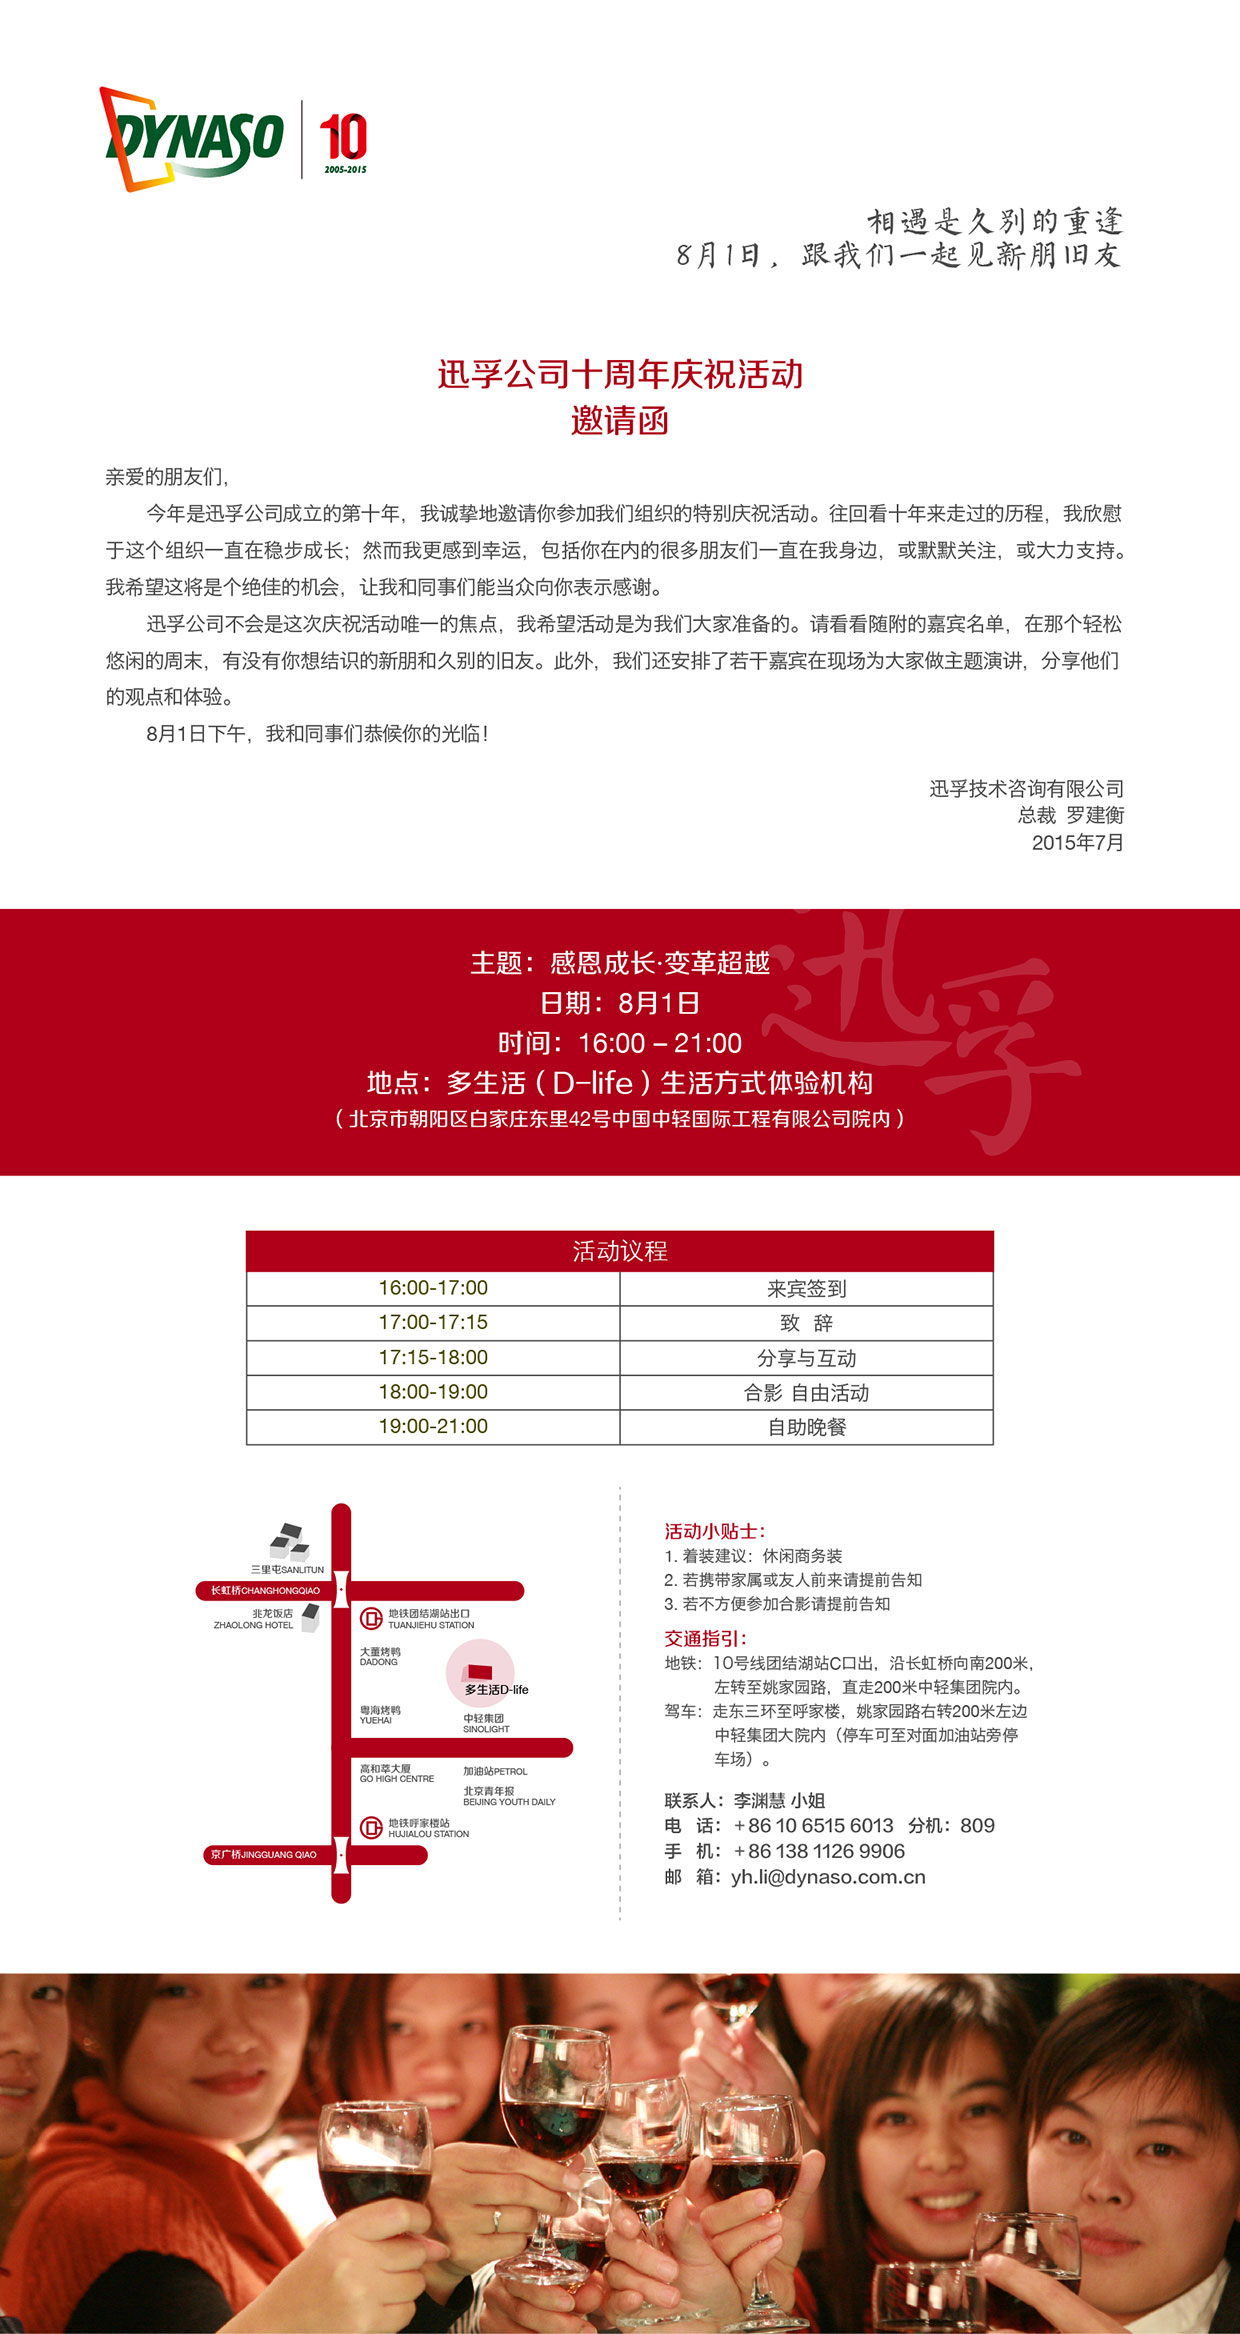 DYNASO
10
2005-2015
相遇是久别的重逢
8月1日，跟我们一起见新朋旧友
迅孚公司十周年庆祝活动
邀请函
亲爱的朋友们，
今年是迅孚公司成立的第十年，我诚挚地邀请你参加我们组织的特别庆祝活动。往回看十年来走过的历程，我欣慰
于这个组织一直在稳步成长；然而我更感到幸运，包括你在内的很多朋友们一直在我身边，或默默关注，或大力支持。
我希望这将是个绝佳的机会，让我和同事们能当众向你表示感谢。
迅孚公司不会是这次庆祝活动唯一的焦点，我希望活动是为我们大家准备的。请看看随附的嘉宾名单，在那个轻松
悠闲的周末，有没有你想结识的新朋和久别的旧友。此外，我们还安排了若干嘉宾在现场为大家做主题演讲，分享他们
的观点和体验。
8月1日下午，我和同事们恭候你的光临！
迅孚技术咨询有限公司
总裁 罗建衡
2015年7月
迅孚
主题：感恩成长·变革超越
日期：8月1日
时间：16:00 – 21:00
地点：多生活（D-life）生活方式体验机构
（北京市朝阳区白家庄东里42号中国中轻国际工程有限公司院内）
活动议程
16:00-17:00 来宾签到
17:00-17:15 致 辞
17:15-18:00 分享与互动
18:00-19:00 合影 自由活动
19:00-21:00 自助晚餐
三里屯SANLITUN
长虹桥CHANGHONGQIAO
兆龙饭店
ZHAOLONG HOTEL
地铁团结湖站出口
TUANJIEHU STATION
大董烤鸭
DADONG
多生活D-life
粤海烤鸭
YUEHAI
中轻集团
SINOLIGHT
高和萃大厦
GO HIGH CENTRE
加油站PETROL
北京青年报
BEIJING YOUTH DAILY
地铁呼家楼站
HUJIALOU STATION
京广桥JINGGUANG QIAO
活动小贴士：
1. 着装建议：休闲商务装
2. 若携带家属或友人前来请提前告知
3. 若不方便参加合影请提前告知
交通指引：
地铁：10号线团结湖站C口出，沿长虹桥向南200米，
左转至姚家园路，直走200米中轻集团院内。
驾车：走东三环至呼家楼，姚家园路右转200米左边
中轻集团大院内（停车可至对面加油站旁停
车场）。
联系人：李渊慧 小姐
电 话：+86 10 6515 6013 分机：809
手 机：+86 138 1126 9906
邮 箱：yh.li@dynaso.com.cn